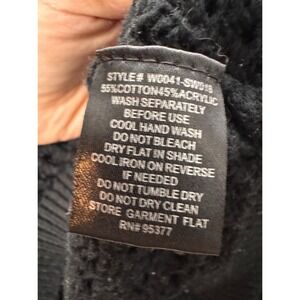 STYLE# W0041-SW018
55%COTTON45%ACRYLIC
WASH SEPARATELY
BEFORE USE
COOL HAND WASH
DO NOT BLEACH
DRY FLAT IN SHADE
COOL IRON ON REVERSE
IF NEEDED
DO NOT TUMBLE DRY
DO NOT DRY CLEAN
STORE GARMENT FLAT
RN# 95377